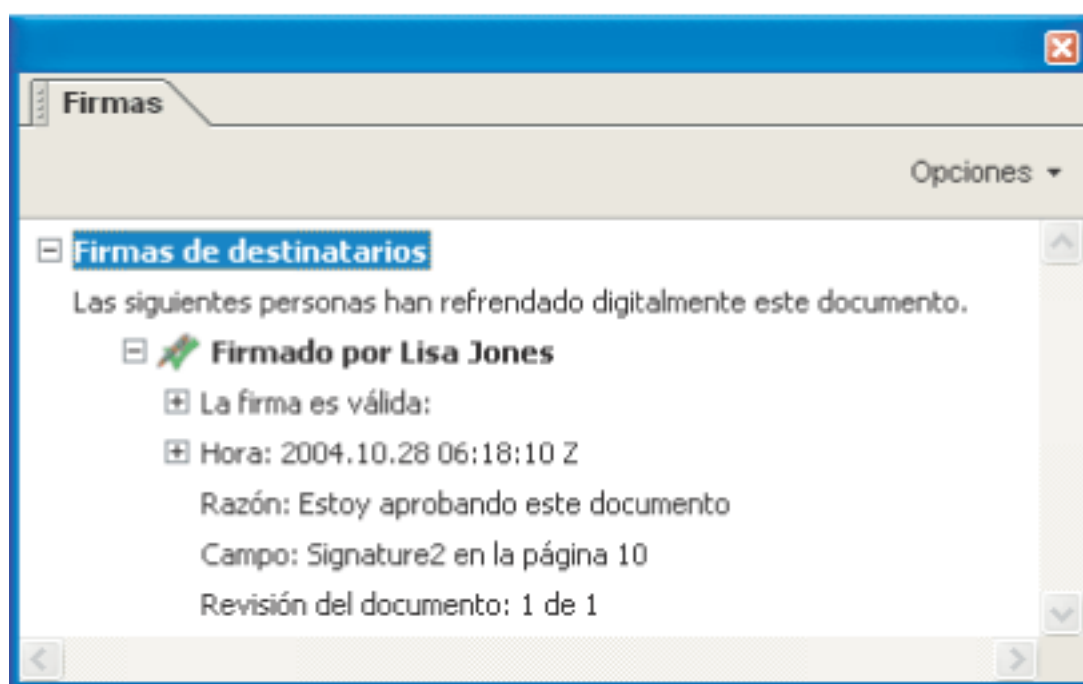 Firmas
Opciones
Firmas de destinatarios
Las siguientes personas han refrendado digitalmente este documento.
Firmado por Lisa Jones
La firma es válida:
Hora: 2004.10.28 06:18:10 Z
Razón: Estoy aprobando este documento
Campo: Signature2 en la página 10
Revisión del documento: 1 de 1